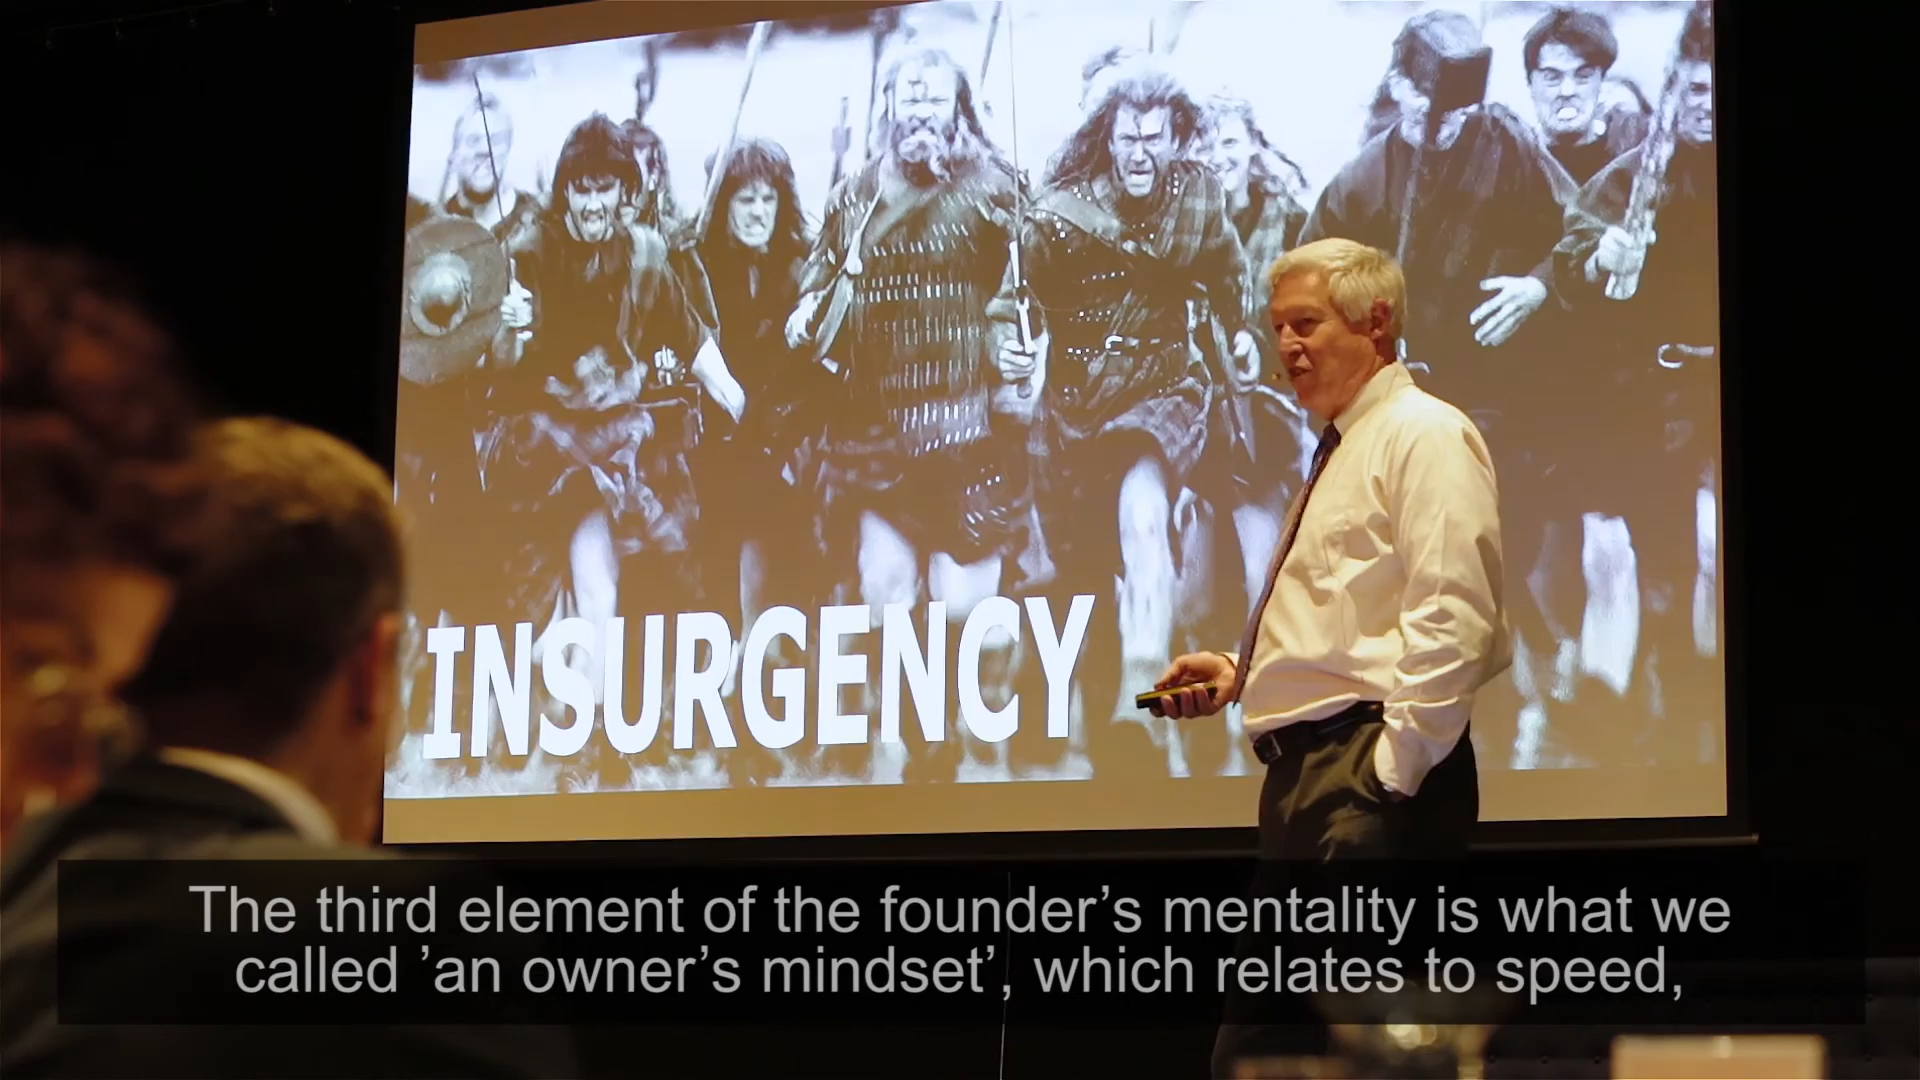 INSURGENCY
The third element of the founder’s mentality is what we
called ’an owner’s mindset’, which relates to speed,